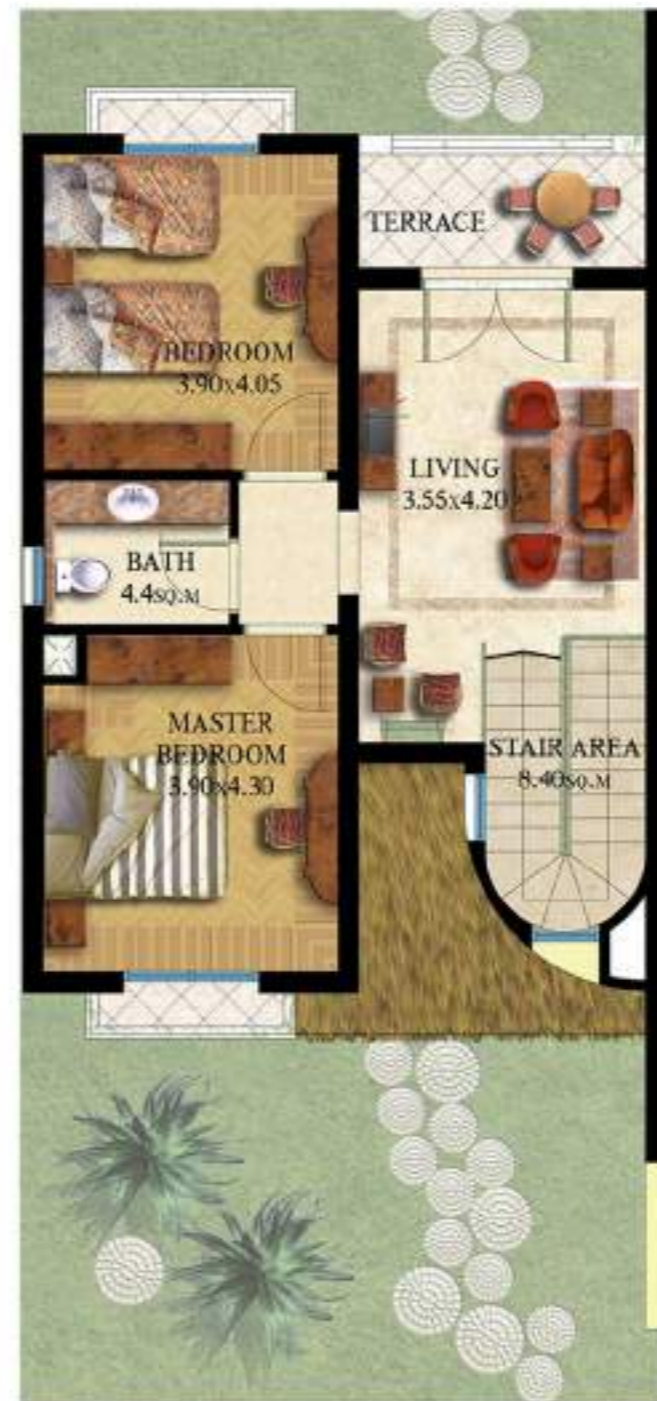 TERRACE
BEDROOM
3.90x4.05
LIVING
3.55x4.20
BATH
4.4SQ.M
MASTER
BEDROOM
3.90x4.30
STAIR AREA
8.40SQ.M